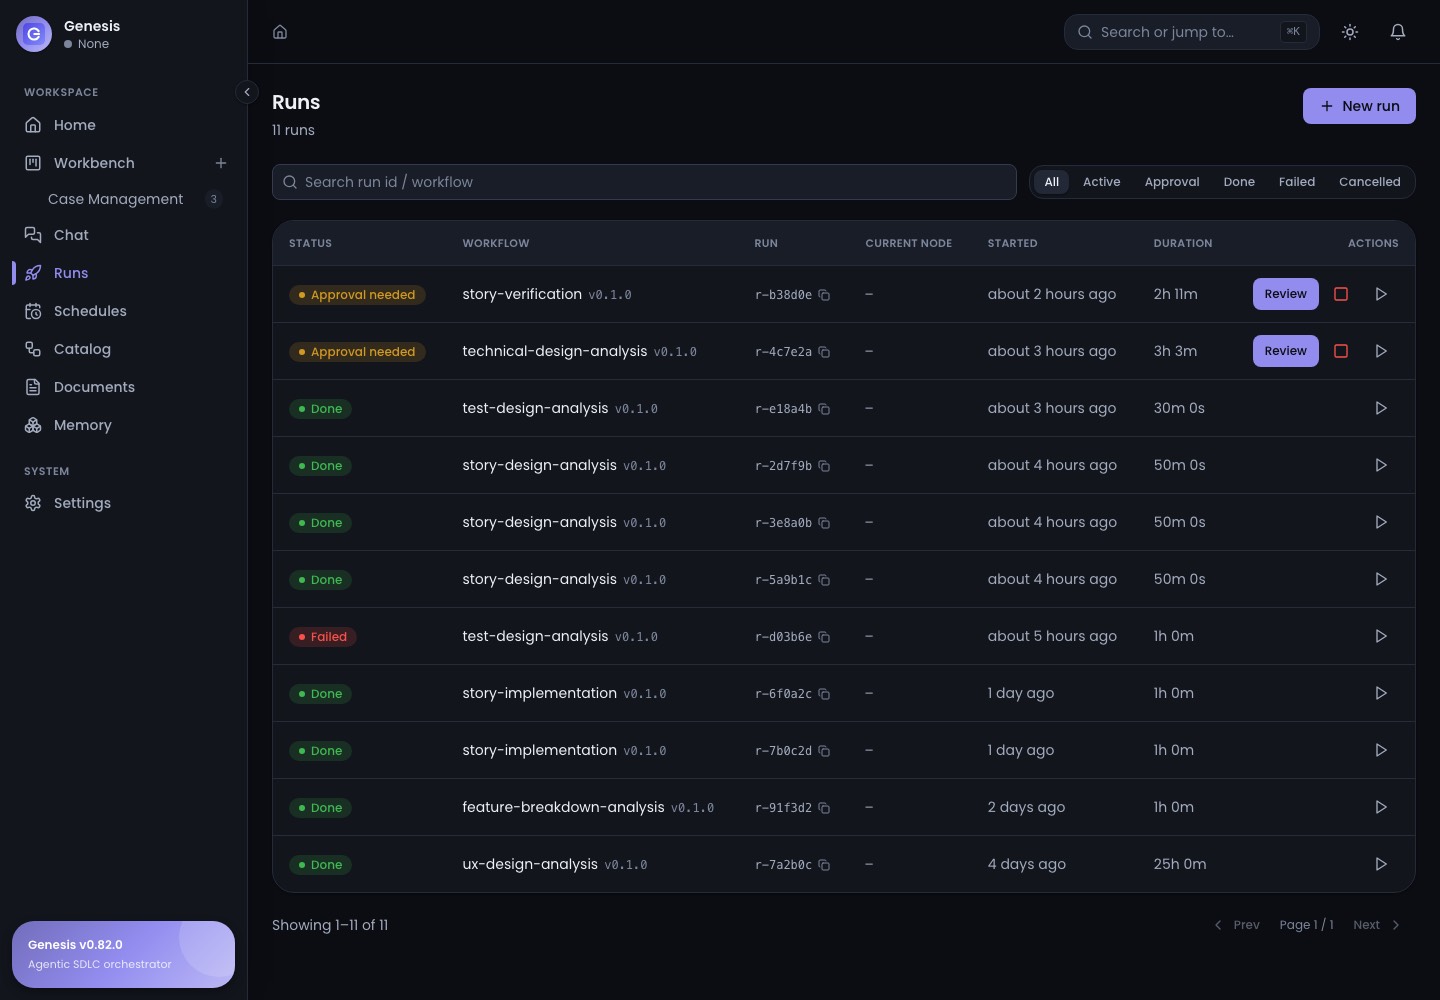 Genesis
None
Search or jump to...
⌘K
WORKSPACE
Home
Workbench
Case Management 3
Chat
Runs
Schedules
Catalog
Documents
Memory
SYSTEM
Settings
Genesis v0.82.0
Agentic SDLC orchestrator
Runs
11 runs
New run
Search run id / workflow
All Active Approval Done Failed Cancelled
STATUS WORKFLOW RUN CURRENT NODE STARTED DURATION ACTIONS
Approval needed story-verification v0.1.0 r-b38d0e – about 2 hours ago 2h 11m Review
Approval needed technical-design-analysis v0.1.0 r-4c7e2a – about 3 hours ago 3h 3m Review
Done test-design-analysis v0.1.0 r-e18a4b – about 3 hours ago 30m 0s
Done story-design-analysis v0.1.0 r-2d7f9b – about 4 hours ago 50m 0s
Done story-design-analysis v0.1.0 r-3e8a0b – about 4 hours ago 50m 0s
Done story-design-analysis v0.1.0 r-5a9b1c – about 4 hours ago 50m 0s
Failed test-design-analysis v0.1.0 r-d03b6e – about 5 hours ago 1h 0m
Done story-implementation v0.1.0 r-6f0a2c – 1 day ago 1h 0m
Done story-implementation v0.1.0 r-7b0c2d – 1 day ago 1h 0m
Done feature-breakdown-analysis v0.1.0 r-91f3d2 – 2 days ago 1h 0m
Done ux-design-analysis v0.1.0 r-7a2b0c – 4 days ago 25h 0m
Showing 1–11 of 11
Prev Page 1 / 1 Next